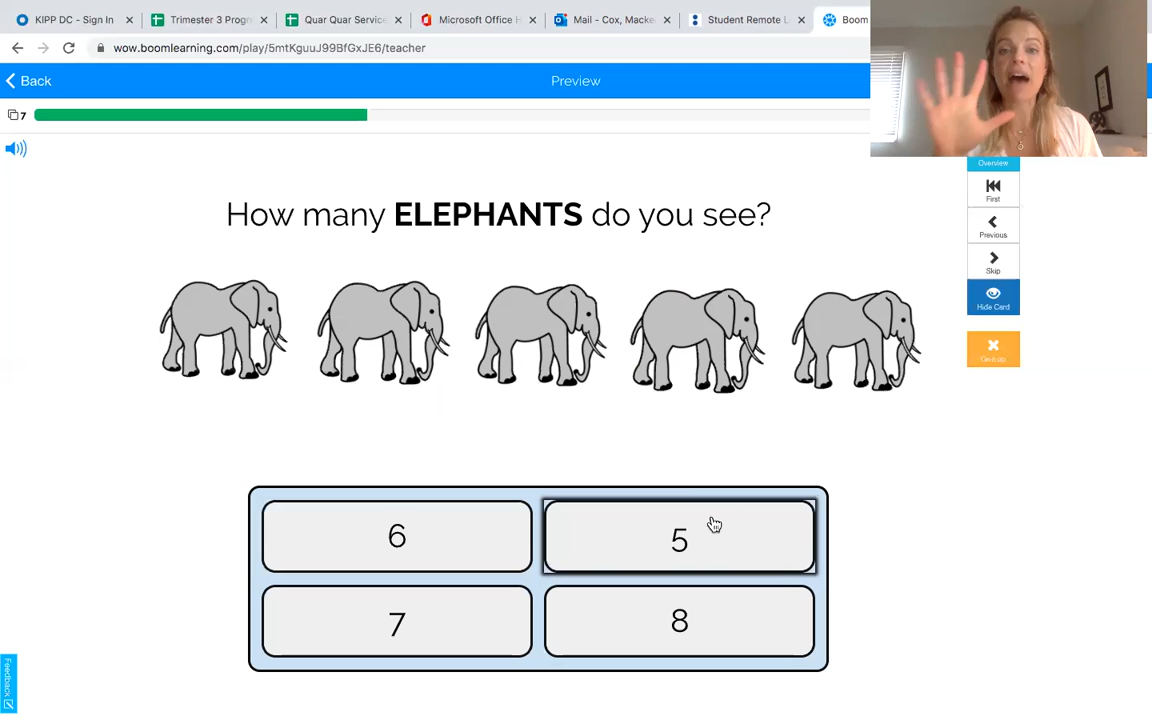 KIPP DC - Sign In
Trimester 3 Progr
Quar Quar Service
Microsoft Office H
Mail - Cox, Macke
Student Remote L
Boom
wow.boomlearning.com/play/5mtKguuJ99BfGxJE6/teacher
Back
Preview
7
Overview
First
Previous
Skip
Hide Card
How many ELEPHANTS do you see?
6
5
7
8
Feedback